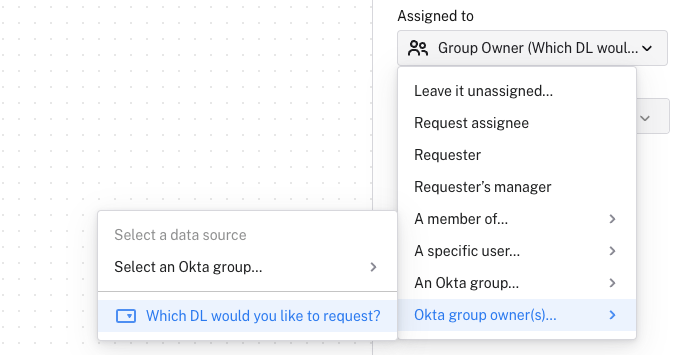 Assigned to
Group Owner (Which DL woul...
Leave it unassigned...
Request assignee
Requester
Requester’s manager
A member of...
A specific user...
An Okta group...
Okta group owner(s)...
Select a data source
Select an Okta group...
Which DL would you like to request?